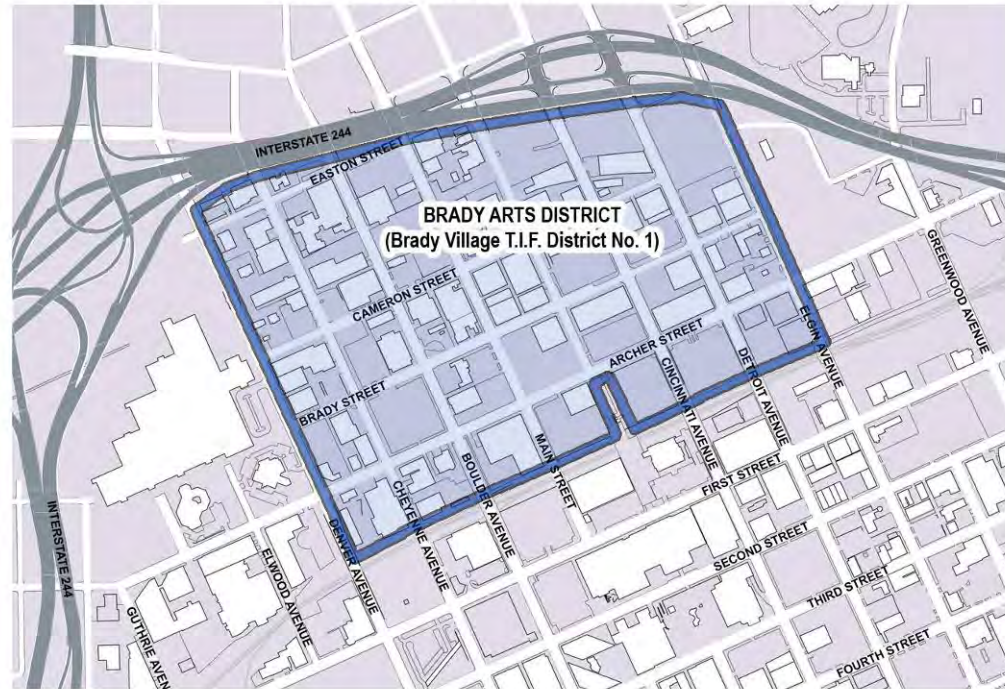 INTERSTATE 244
EASTON STREET
BRADY ARTS DISTRICT
(Brady Village T.I.F. District No. 1)
GREENWOOD AVENUE
CAMERON STREET
ELGIN AVENUE
ARCHER STREET
BRADY STREET
CINCINNATI AVENUE
DETROIT AVENUE
MAIN STREET
BOULDER AVENUE
CHEYENNE AVENUE
FIRST STREET
INTERSTATE 244
DENVER AVENUE
ELWOOD AVENUE
SECOND STREET
GUTHRIE AVEN
THIRD STREET
FOURTH STREET